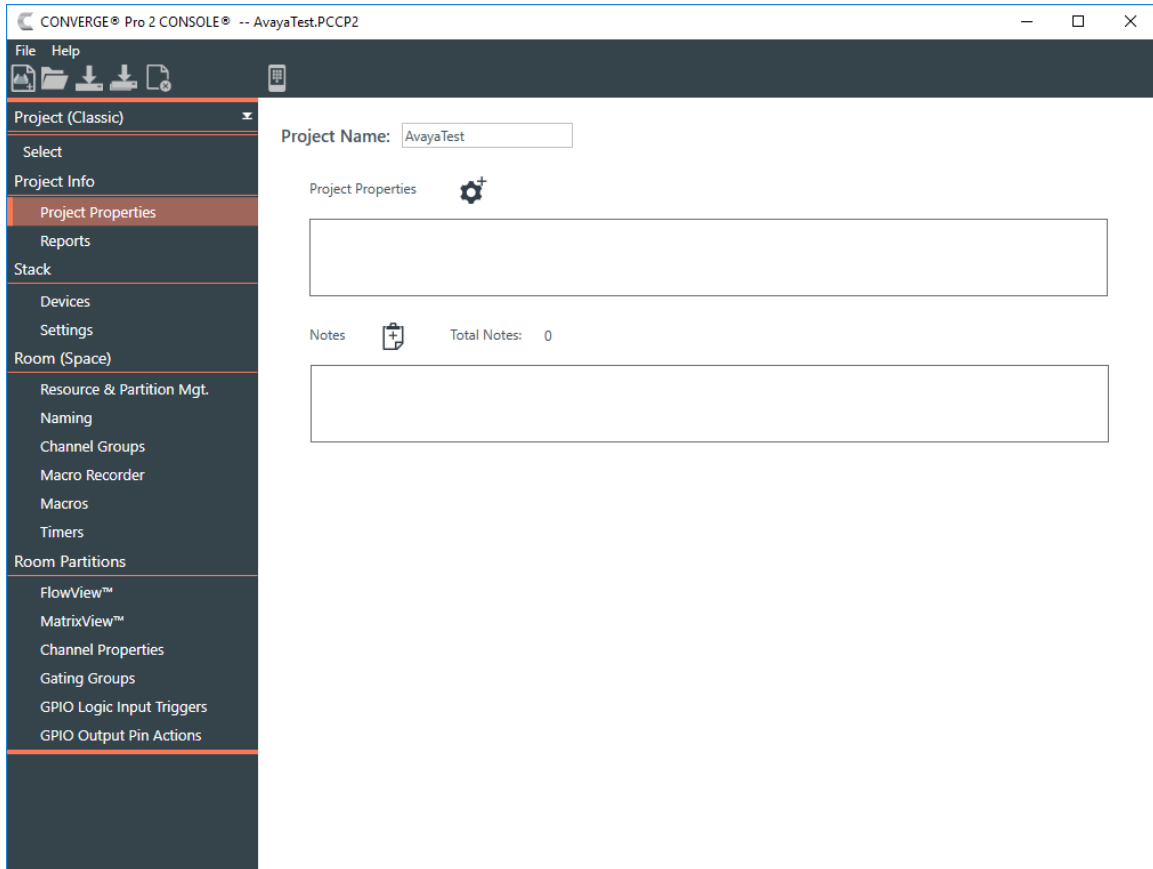 CONVERGE® Pro 2 CONSOLE® -- AvayaTest.PCCP2
File Help
Project (Classic)
Select
Project Info
Project Properties
Reports
Stack
Devices
Settings
Room (Space)
Resource & Partition Mgt.
Naming
Channel Groups
Macro Recorder
Macros
Timers
Room Partitions
FlowView™
MatrixView™
Channel Properties
Gating Groups
GPIO Logic Input Triggers
GPIO Output Pin Actions
Project Name: AvayaTest
Project Properties
Notes Total Notes: 0